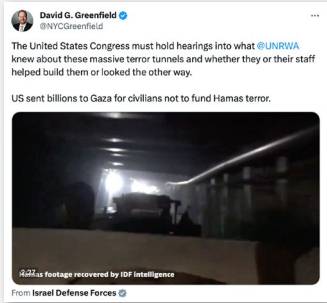 David G. Greenfield
@NYCGreenfield
The United States Congress must hold hearings into what @UNRWA
knew about these massive terror tunnels and whether they or their staff
helped build them or looked the other way.
US sent billions to Gaza for civilians not to fund Hamas terror.
Hamas footage recovered by IDF intelligence
From Israel Defense Forces